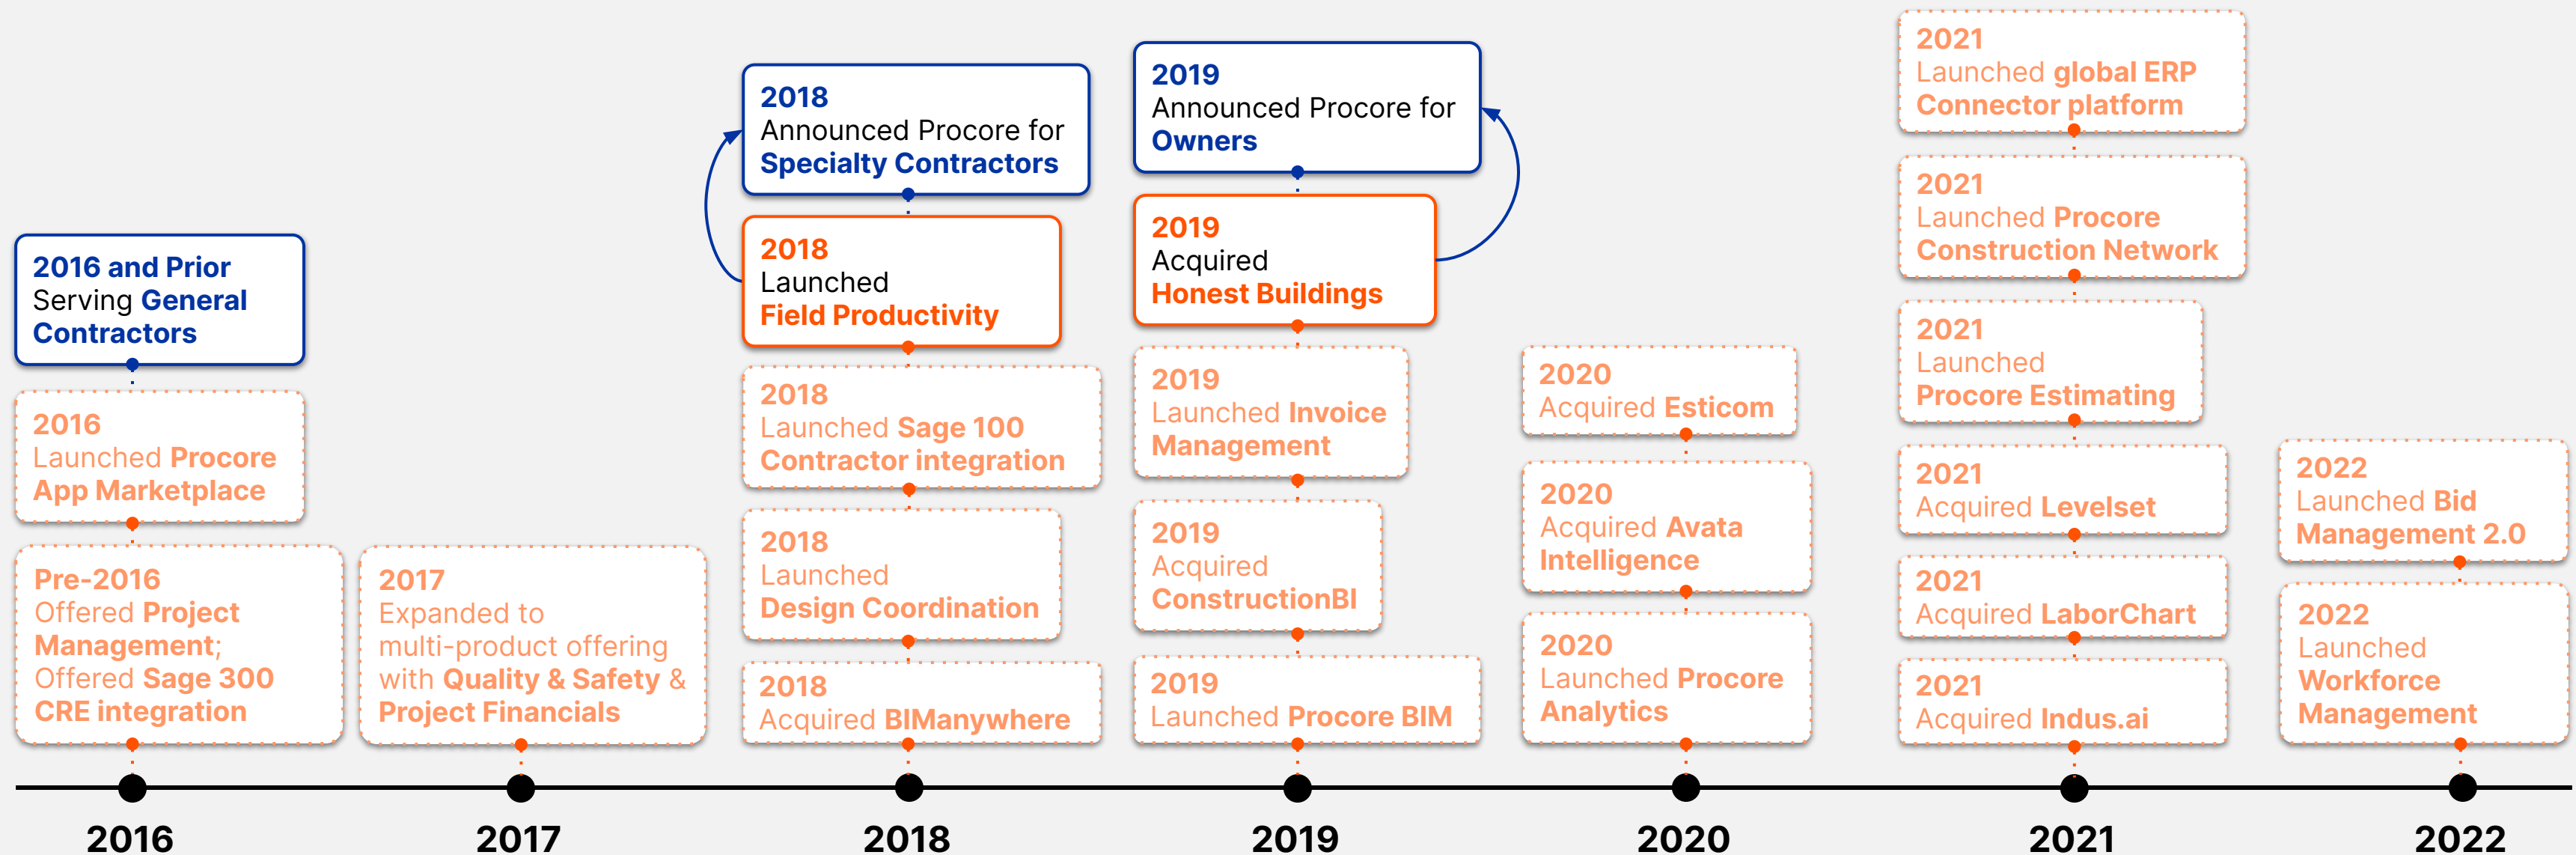 2016 and Prior
Serving General
Contractors
2016
Launched Procore
App Marketplace
Pre-2016
Offered Project
Management;
Offered Sage 300
CRE integration
2017
Expanded to
multi-product offering
with Quality & Safety &
Project Financials
2018
Announced Procore for
Specialty Contractors
2018
Launched
Field Productivity
2018
Launched Sage 100
Contractor integration
2018
Launched
Design Coordination
2018
Acquired BIManywhere
2019
Announced Procore for
Owners
2019
Acquired
Honest Buildings
2019
Launched Invoice
Management
2019
Acquired
ConstructionBI
2019
Launched Procore BIM
2020
Acquired Esticom
2020
Acquired Avata
Intelligence
2020
Launched Procore
Analytics
2021
Launched global ERP
Connector platform
2021
Launched Procore
Construction Network
2021
Launched
Procore Estimating
2021
Acquired Levelset
2021
Acquired LaborChart
2021
Acquired Indus.ai
2022
Launched Bid
Management 2.0
2022
Launched
Workforce
Management
2016
2017
2018
2019
2020
2021
2022